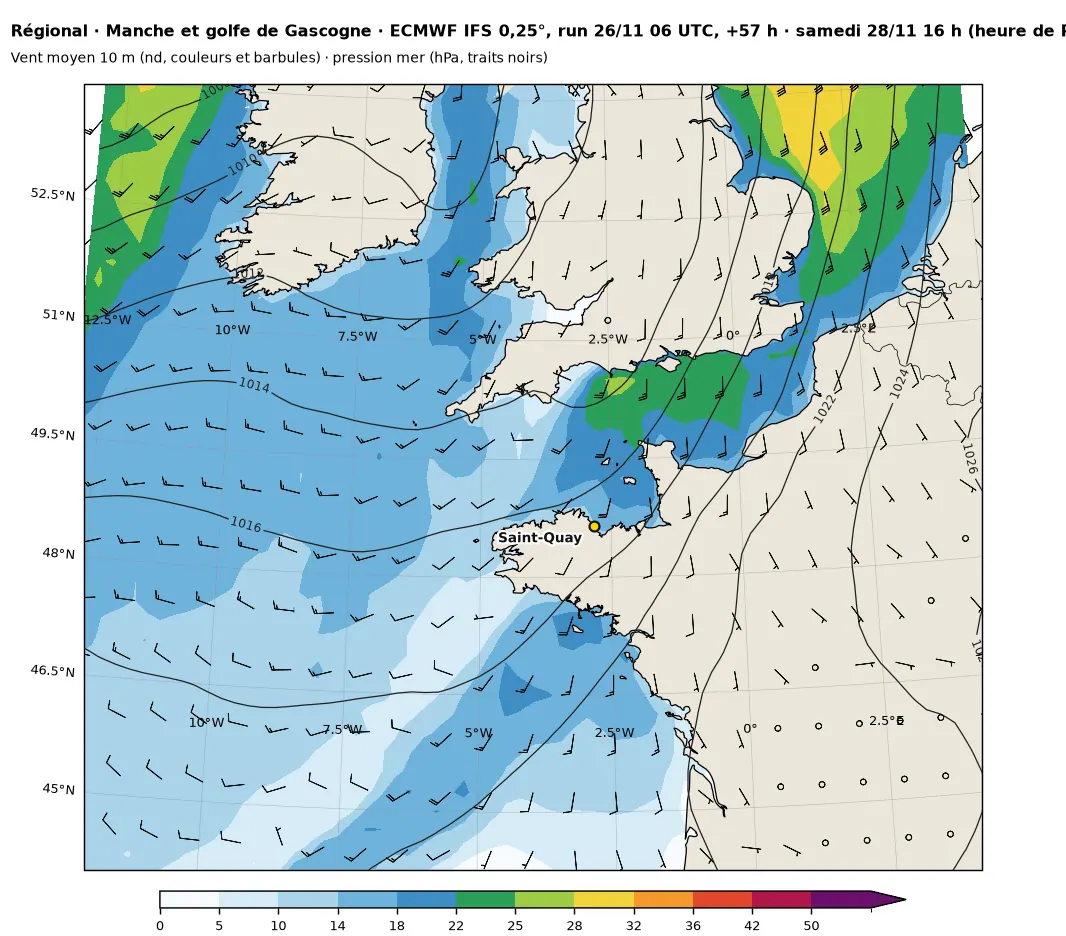 Régional · Manche et golfe de Gascogne · ECMWF IFS 0,25°, run 26/11 06 UTC, +57 h · samedi 28/11 16 h (heure de
Vent moyen 10 m (nd, couleurs et barbules) · pression mer (hPa, traits noirs)
1010
52.5°N
1012
1018
51°N
12.5°W
10°W
7.5°W
5°W
2.5°W
0°
2.5°E
1014
1024
1022
49.5°N
1026
1016
48°N
Saint-Quay
46.5°N
10°W
7.5°W
5°W
2.5°W
0°
2.5°E
45°N
0 5 10 14 18 22 25 28 32 36 42 50